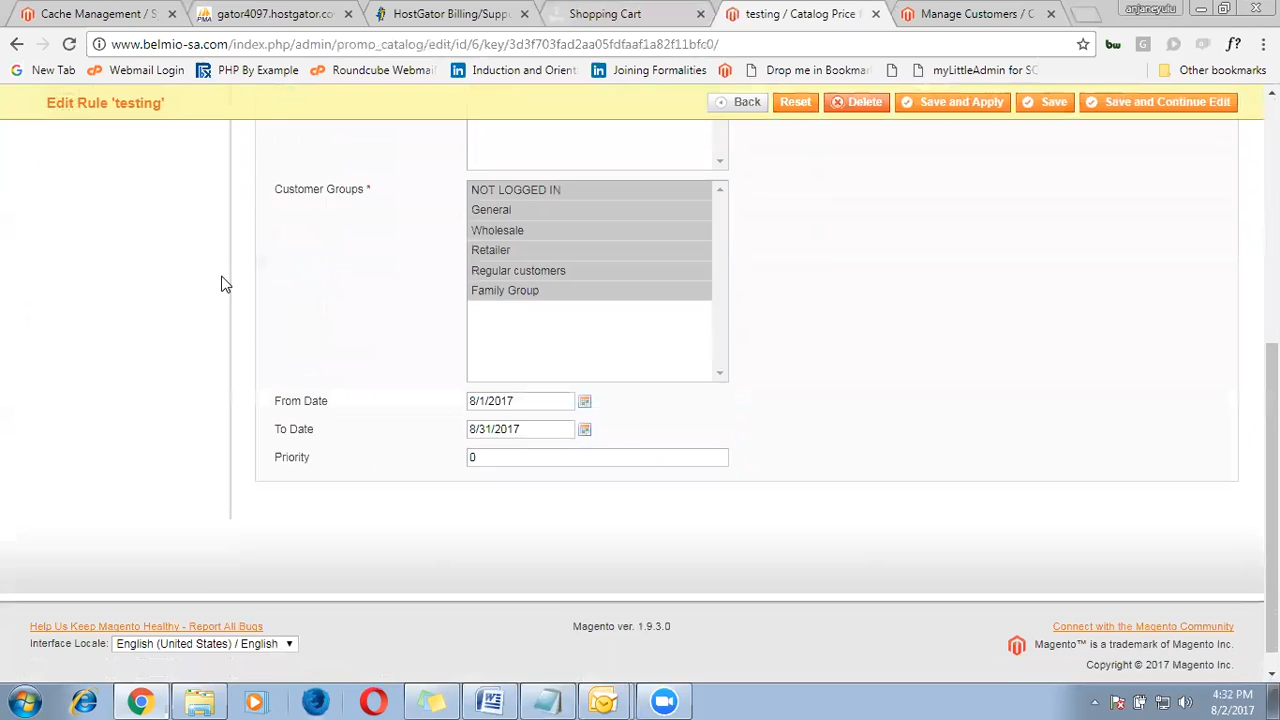 Cache Management / S
gator4097.hostgator.co
HostGator Billing/Suppo
Shopping Cart
testing / Catalog Price
Manage Customers / C
anjaneyulu
www.belmio-sa.com/index.php/admin/promo_catalog/edit/id/6/key/3d3f703fad2aa05fdfaaf1a82f11bfc0/
New Tab
Webmail Login
PHP By Example
Roundcube Webmai
Induction and Orient
Joining Formalities
Drop me in Bookmar
myLittleAdmin for SC
Other bookmarks
Edit Rule 'testing'
Back
Reset
Delete
Save and Apply
Save
Save and Continue Edit
Customer Groups *
NOT LOGGED IN
General
Wholesale
Retailer
Regular customers
Family Group
From Date
8/1/2017
To Date
8/31/2017
Priority
0
Help Us Keep Magento Healthy - Report All Bugs
Interface Locale: English (United States) / English
Magento ver. 1.9.3.0
Connect with the Magento Community
Magento™ is a trademark of Magento Inc.
Copyright © 2017 Magento Inc.
4:32 PM
8/2/2017